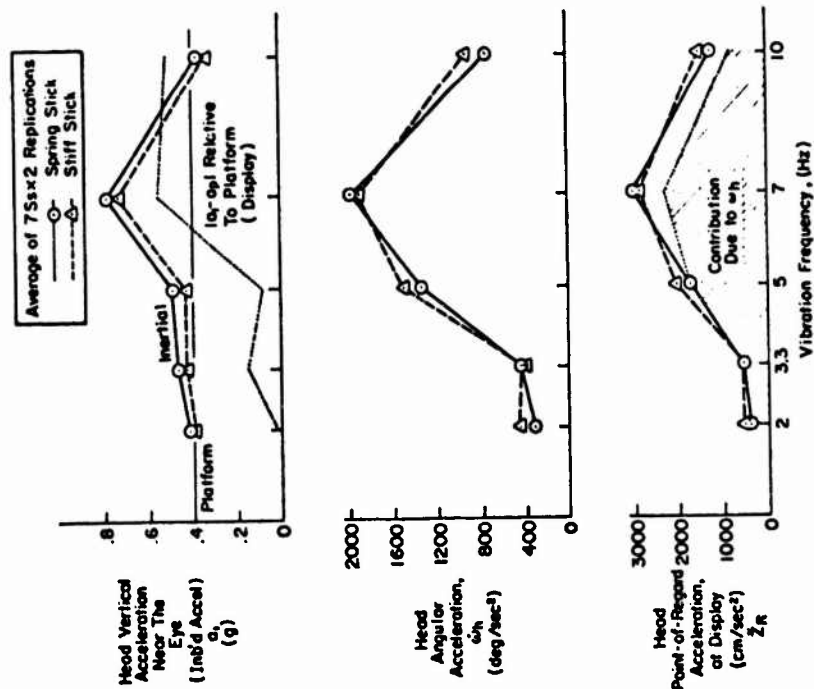 Average of 7Ss×2 Replications
Spring Stick
Stiff Stick
Head Vertical
Acceleration
Near The
Eye
(Inb'd Accel)
a₁
(g)
.8
.6
.4
.2
0
Inertial
Platform
|a₁-aₚ| Relative
To Platform
(Display)
Head
Angular
Acceleration,
ω̇h
(deg/sec²)
2000
1600
1200
800
400
0
Head
Point-of-Regard
Acceleration,
at Display
(cm/sec²)
Z̈R
3000
2000
1000
0
Contribution
Due to ωh
2
3.3
5
7
10
Vibration Frequency, (Hz)